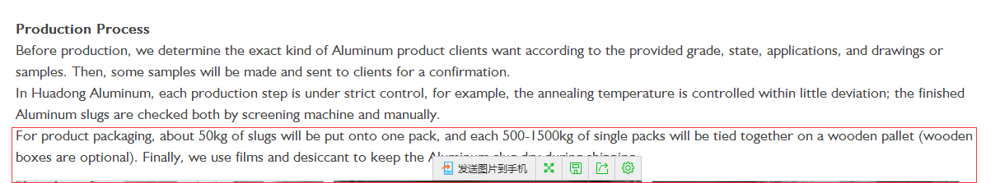 Production Process
Before production, we determine the exact kind of Aluminum product clients want according to the provided grade, state, applications, and drawings or
samples. Then, some samples will be made and sent to clients for a confirmation.
In Huadong Aluminum, each production step is under strict control, for example, the annealing temperature is controlled within little deviation; the finished
Aluminum slugs are checked both by screening machine and manually.
For product packaging, about 50kg of slugs will be put onto one pack, and each 500-1500kg of single packs will be tied together on a wooden pallet (wooden
boxes are optional). Finally, we use films and desiccant to keep the
发送图片到手机